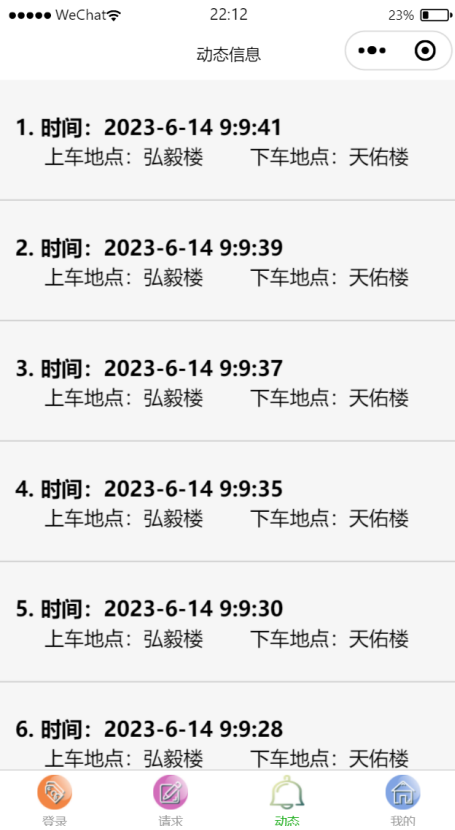 WeChat 22:12 23%
动态信息
1. 时间：2023-6-14 9:9:41
上车地点：弘毅楼 下车地点：天佑楼
2. 时间：2023-6-14 9:9:39
上车地点：弘毅楼 下车地点：天佑楼
3. 时间：2023-6-14 9:9:37
上车地点：弘毅楼 下车地点：天佑楼
4. 时间：2023-6-14 9:9:35
上车地点：弘毅楼 下车地点：天佑楼
5. 时间：2023-6-14 9:9:30
上车地点：弘毅楼 下车地点：天佑楼
6. 时间：2023-6-14 9:9:28
上车地点：弘毅楼 下车地点：天佑楼
登录 请求 动态 我的